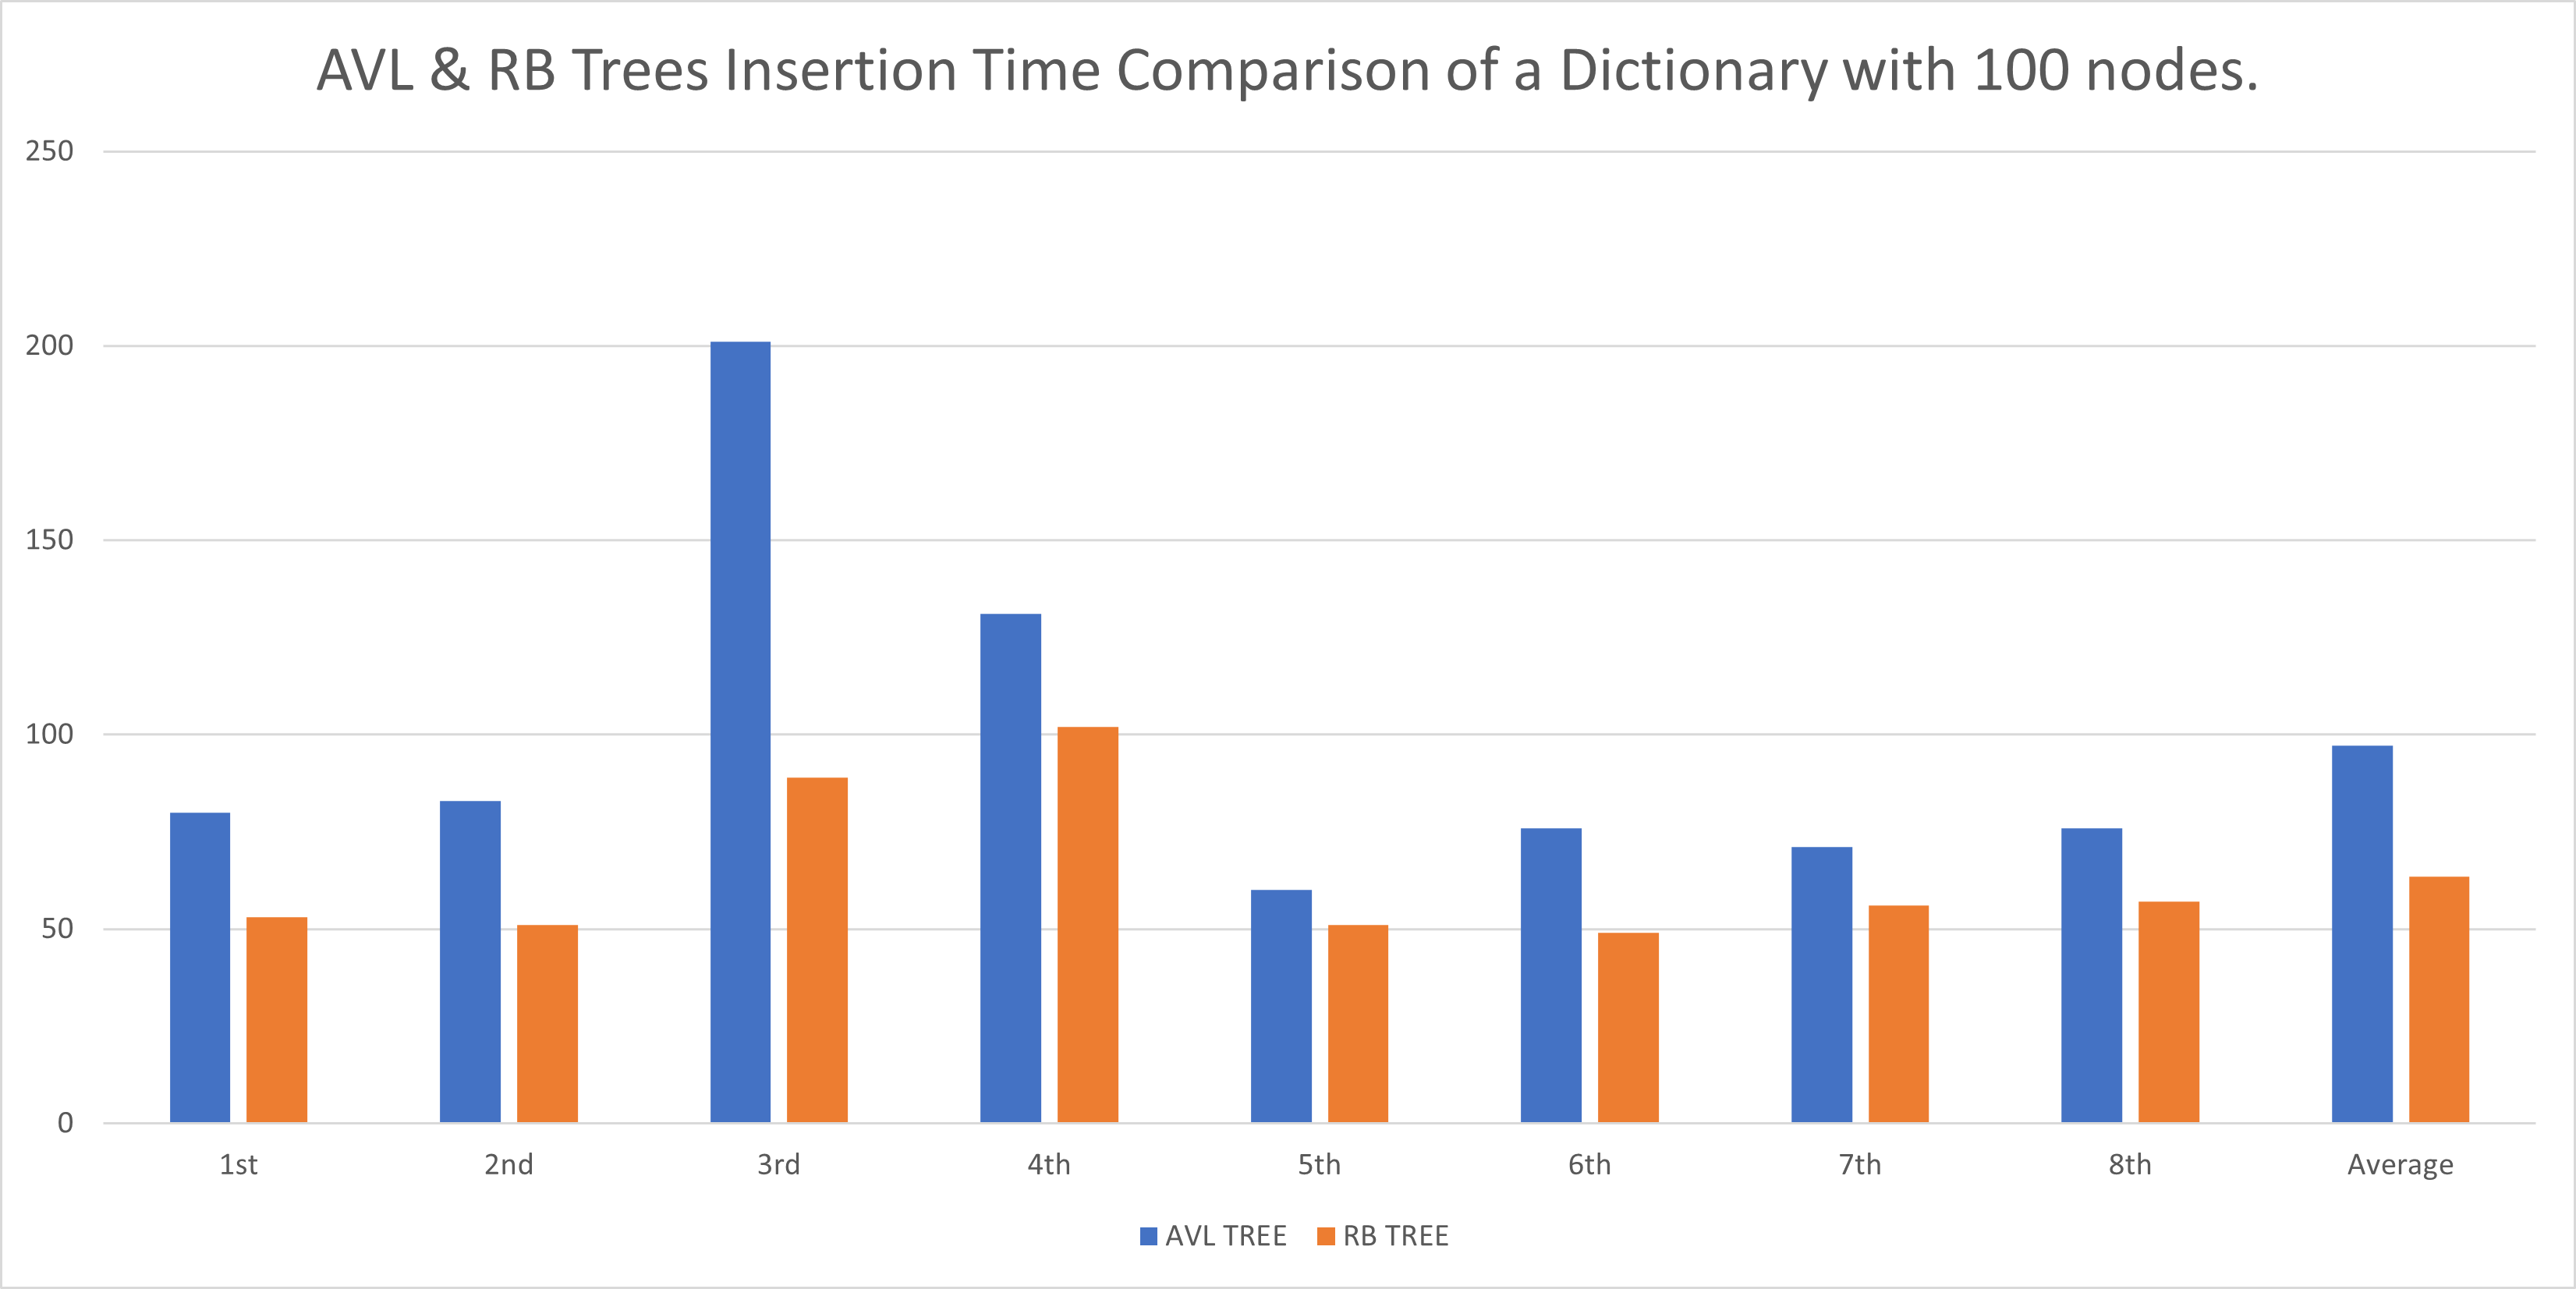 AVL & RB Trees Insertion Time Comparison of a Dictionary with 100 nodes.
250
200
150
100
50
0
1st 2nd 3rd 4th 5th 6th 7th 8th Average
AVL TREE RB TREE